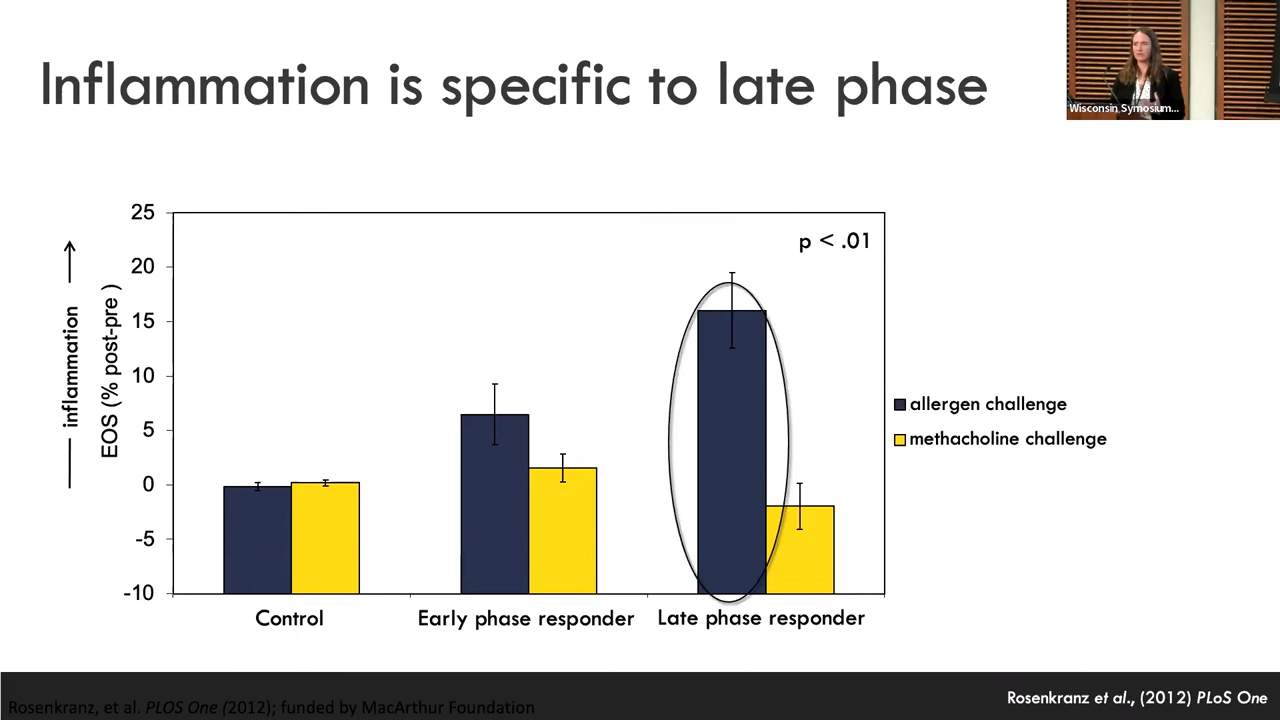 Inflammation is specific to late phase
Wisconsin Symposium...
inflammation
EOS (% post-pre )
25
20
15
10
5
0
-5
-10
p < .01
Control
Early phase responder
Late phase responder
allergen challenge
methacholine challenge
Rosenkranz et al., (2012) PLoS One
Rosenkranz, et al. PLOS One (2012); funded by MacArthur Foundation